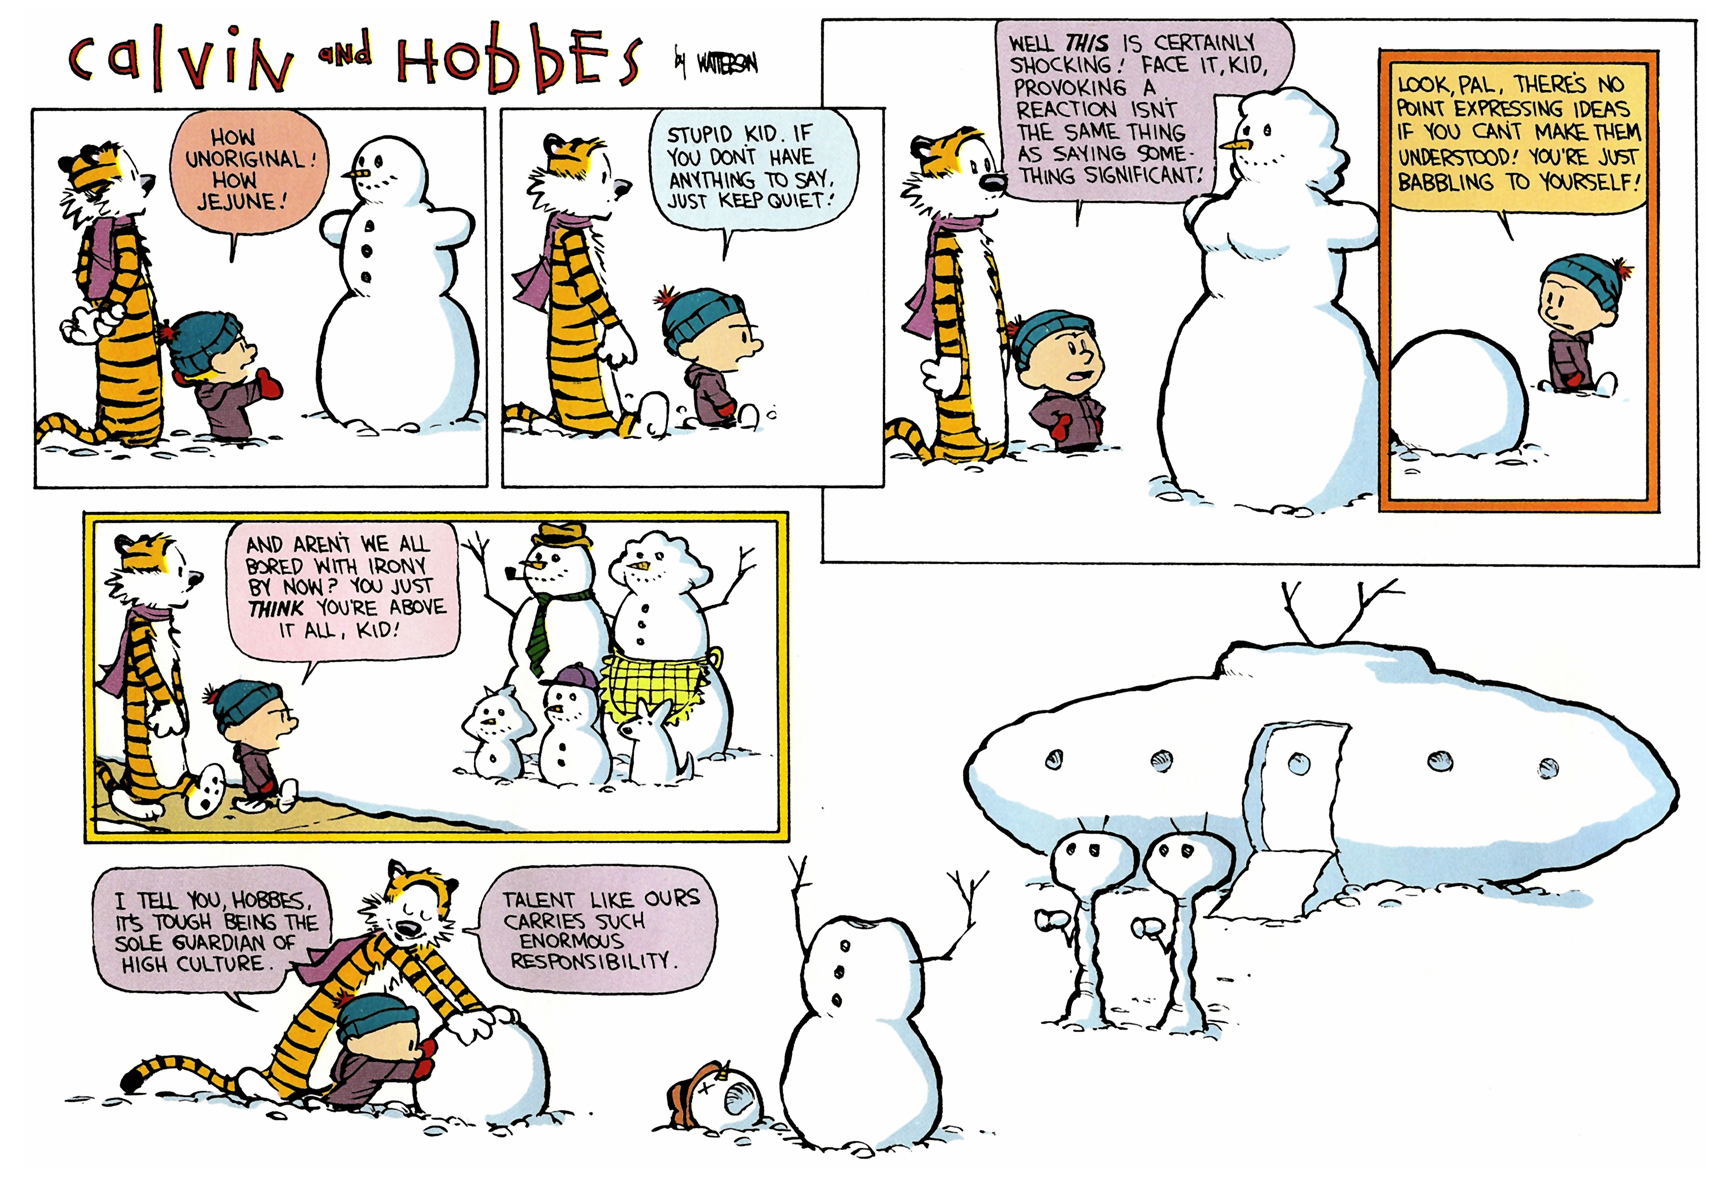 CALVIN AND HOBBES
by WATTERSON
HOW
UNORIGINAL!
HOW
JEJUNE!
STUPID KID. IF
YOU DON'T HAVE
ANYTHING TO SAY,
JUST KEEP QUIET!
WELL THIS IS CERTAINLY
SHOCKING! FACE IT, KID,
PROVOKING A
REACTION ISN'T
THE SAME THING
AS SAYING SOME-
THING SIGNIFICANT!
LOOK, PAL, THERE'S NO
POINT EXPRESSING IDEAS
IF YOU CAN'T MAKE THEM
UNDERSTOOD! YOU'RE JUST
BABBLING TO YOURSELF!
AND AREN'T WE ALL
BORED WITH IRONY
BY NOW? YOU JUST
THINK YOU'RE ABOVE
IT ALL, KID!
I TELL YOU, HOBBES,
IT'S TOUGH BEING THE
SOLE GUARDIAN OF
HIGH CULTURE.
TALENT LIKE OURS
CARRIES SUCH
ENORMOUS
RESPONSIBILITY.